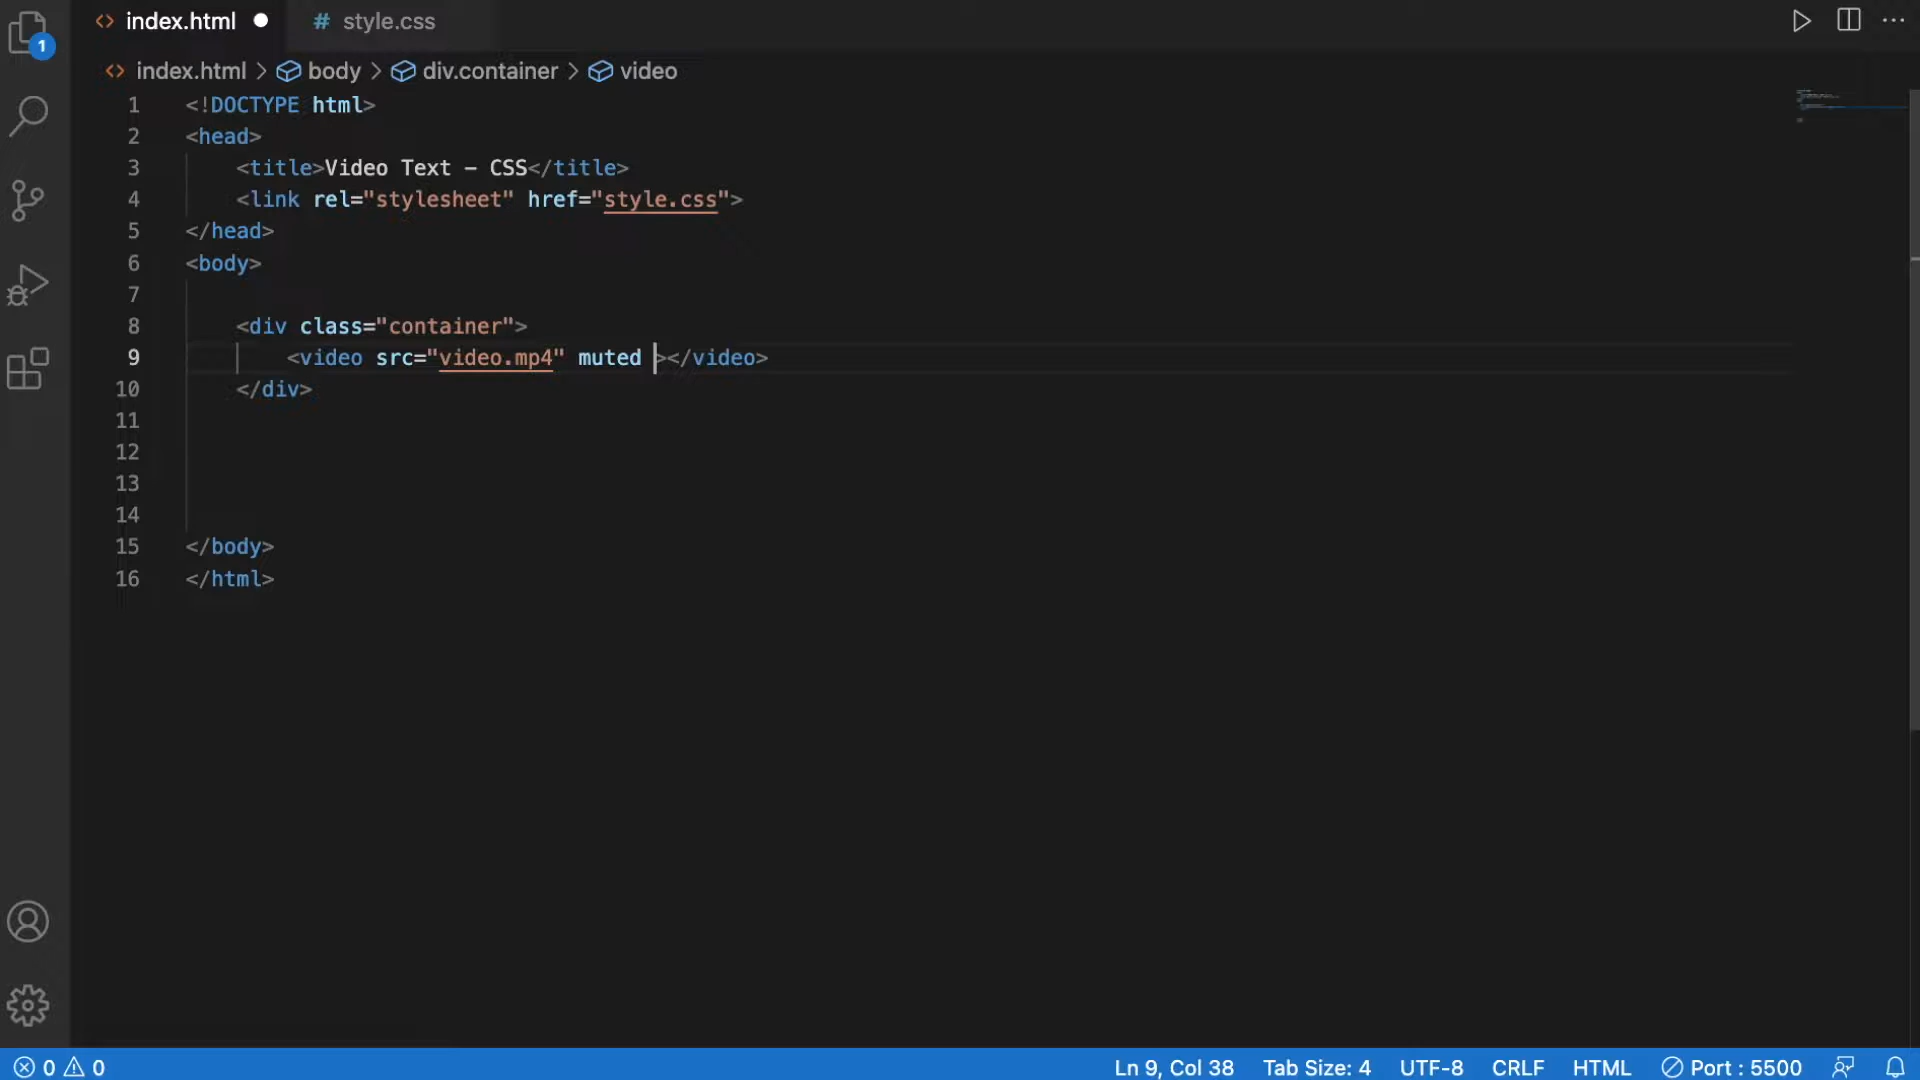 index.html
# style.css
1
index.html > body > div.container > video
1 <!DOCTYPE html>
2 <head>
3 <title>Video Text - CSS</title>
4 <link rel="stylesheet" href="style.css">
5 </head>
6 <body>
7
8 <div class="container">
9 <video src="video.mp4" muted ></video>
10 </div>
11
12
13
14
15 </body>
16 </html>
0 0 Ln 9, Col 38 Tab Size: 4 UTF-8 CRLF HTML Port : 5500